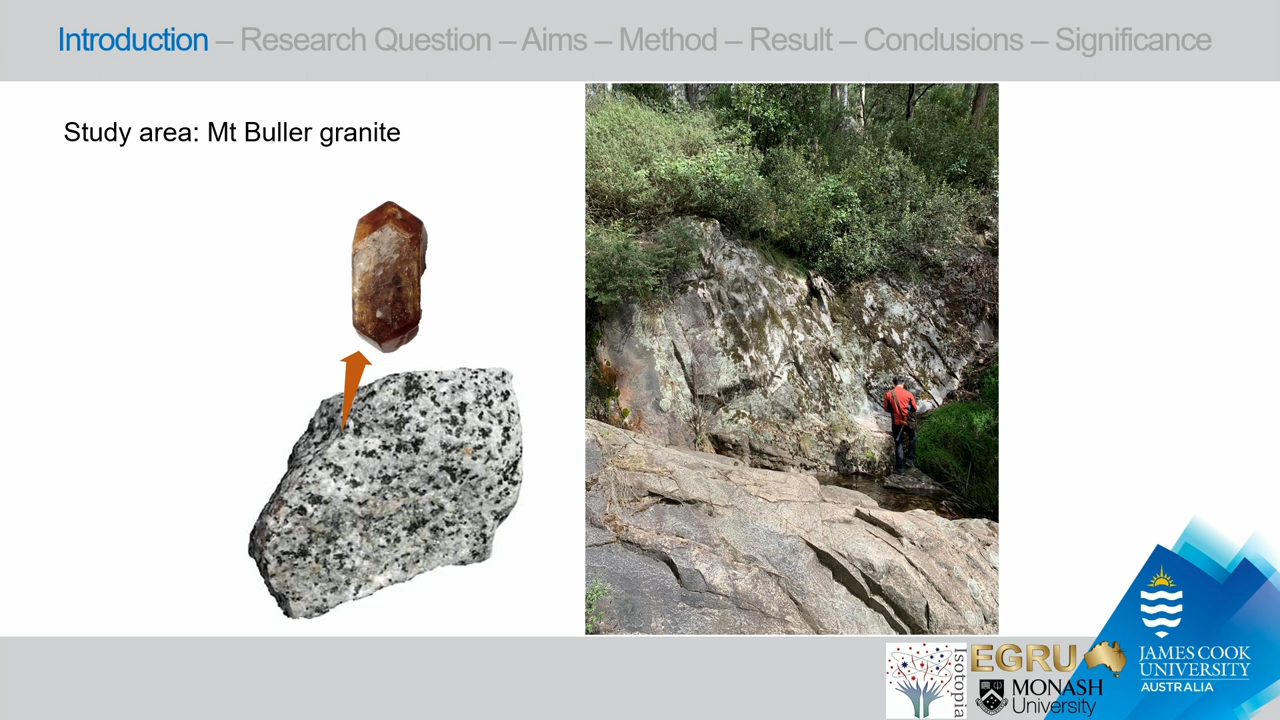 Introduction – Research Question – Aims – Method – Result – Conclusions – Significance
Study area: Mt Buller granite
Isotopia
EGRU
MONASH
University
JAMES COOK
UNIVERSITY
AUSTRALIA